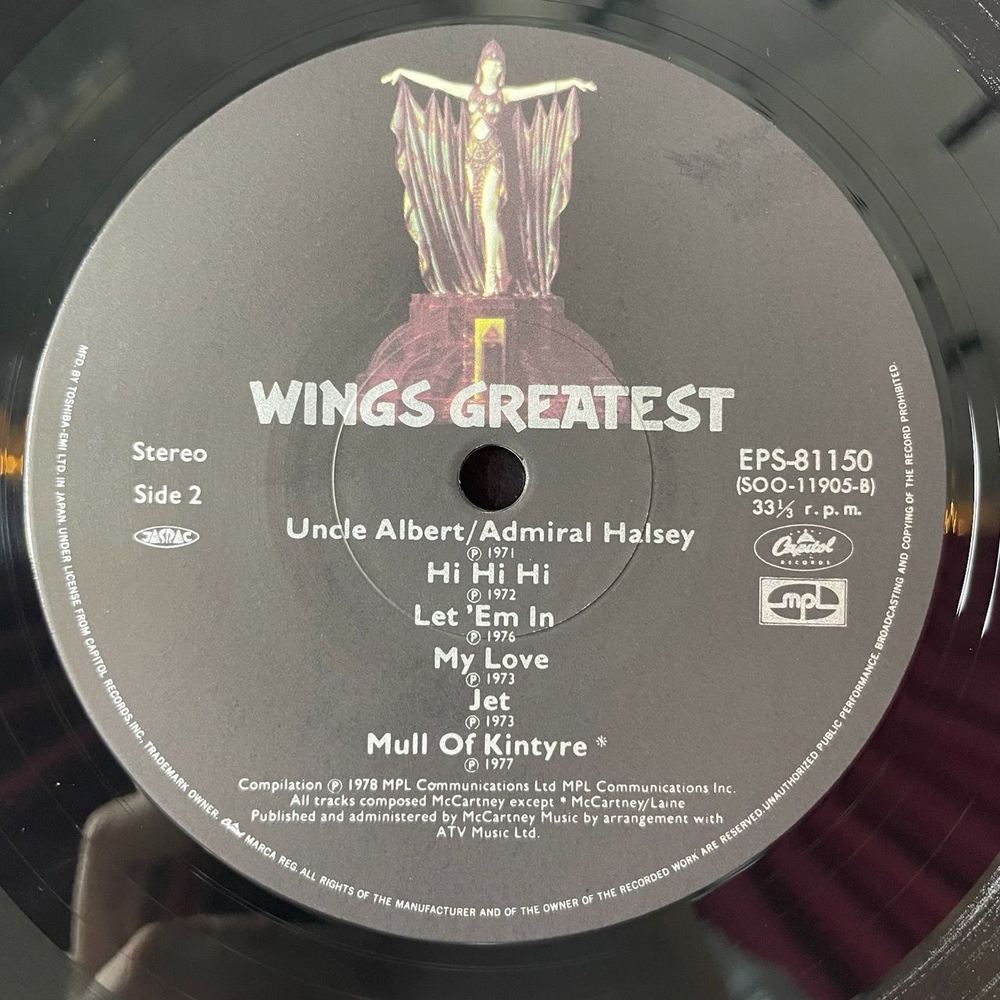 WINGS GREATEST
Stereo
Side 2
JASRAC
EPS-81150
(SOO-11905-B)
33⅓ r.p.m.
Capitol
RECORDS
mpl
Uncle Albert/Admiral Halsey
Ⓟ 1971
Hi Hi Hi
Ⓟ 1972
Let 'Em In
Ⓟ 1976
My Love
Ⓟ 1973
Jet
Ⓟ 1973
Mull Of Kintyre *
Ⓟ 1977
Compilation Ⓟ 1978 MPL Communications Ltd MPL Communications Inc.
All tracks composed McCartney except * McCartney/Laine
Published and administered by McCartney Music by arrangement with
ATV Music Ltd.
MFD. BY TOSHIBA-EMI LTD. IN JAPAN. UNDER LICENSE FROM CAPITOL RECORDS, INC., TRADEMARK OWNER. MARCA REG. ALL RIGHTS OF THE MANUFACTURER AND OF THE OWNER OF THE RECORDED WORK ARE RESERVED. UNAUTHORIZED PUBLIC PERFORMANCE, BROADCASTING AND COPYING OF THE RECORD PROHIBITED.